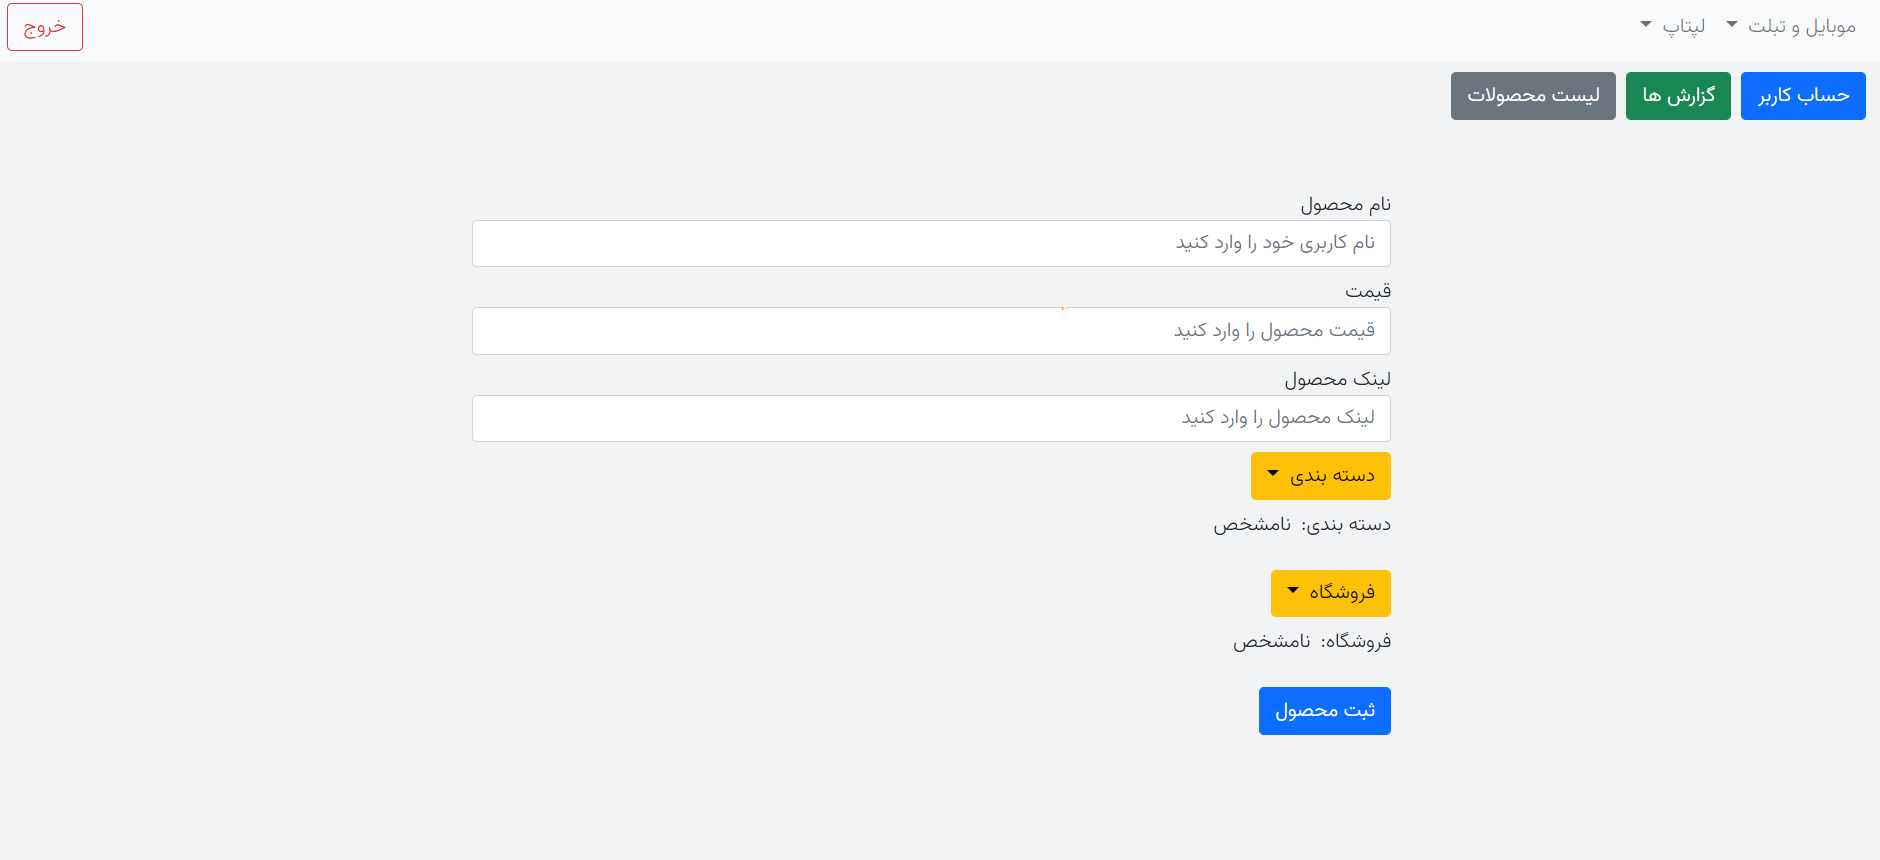 موبایل و تبلت لپتاپ خروج
حساب کاربر گزارش ها لیست محصولات
نام محصول
نام کاربری خود را وارد کنید
قیمت
قیمت محصول را وارد کنید
لینک محصول
لینک محصول را وارد کنید
دسته بندی
دسته بندی: نامشخص
فروشگاه
فروشگاه: نامشخص
ثبت محصول